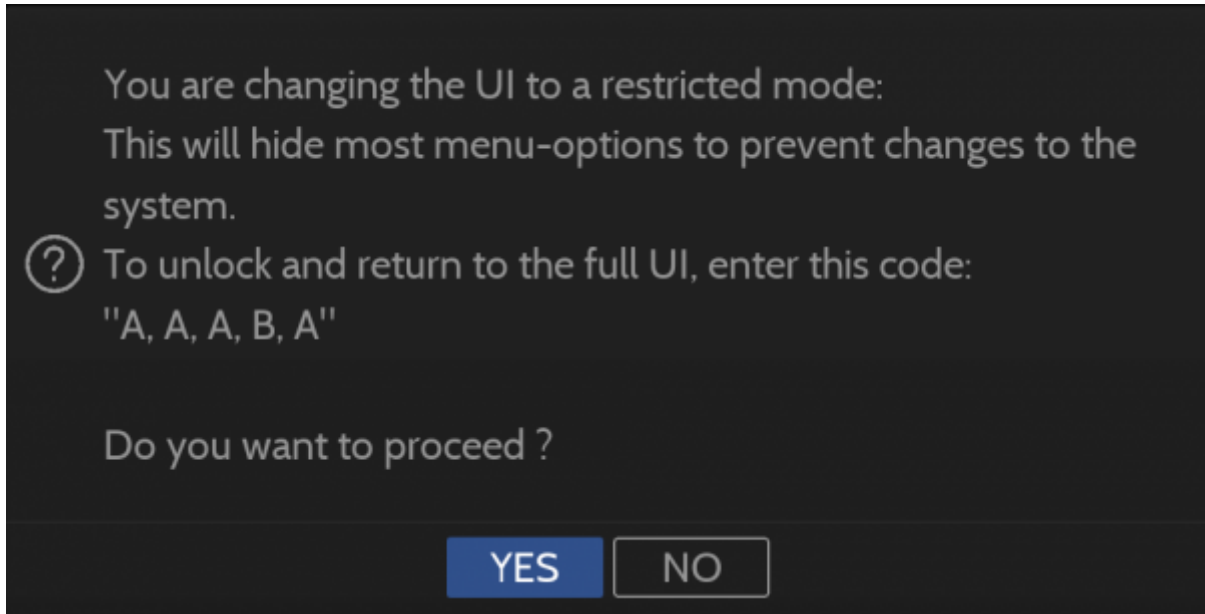 You are changing the UI to a restricted mode:
This will hide most menu-options to prevent changes to the
system.
? To unlock and return to the full UI, enter this code:
"A, A, A, B, A"
Do you want to proceed ?
YES NO